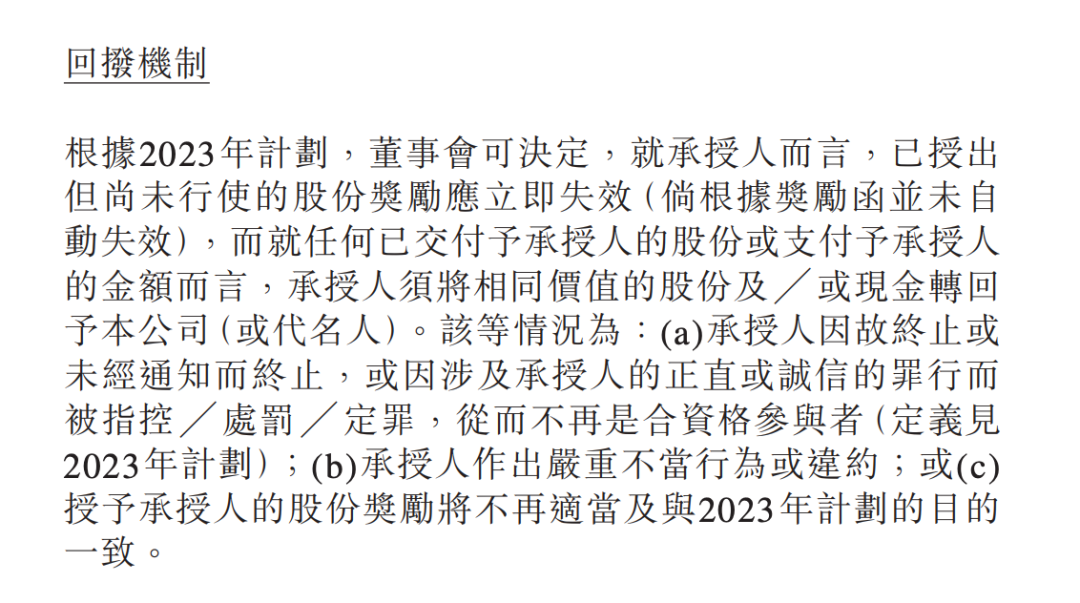 回撥機制
根據2023年計劃，董事會可決定，就承授人而言，已授出
但尚未行使的股份獎勵應立即失效（倘根據獎勵函並未自
動失效），而就任何已交付予承授人的股份或支付予承授人
的金額而言，承授人須將相同價值的股份及／或現金轉回
予本公司（或代名人）。該等情況為：(a)承授人因故終止或
未經通知而終止，或因涉及承授人的正直或誠信的罪行而
被指控／處罰／定罪，從而不再是合資格參與者（定義見
2023年計劃）；(b)承授人作出嚴重不當行為或違約；或(c)
授予承授人的股份獎勵將不再適當及與2023年計劃的目的
一致。